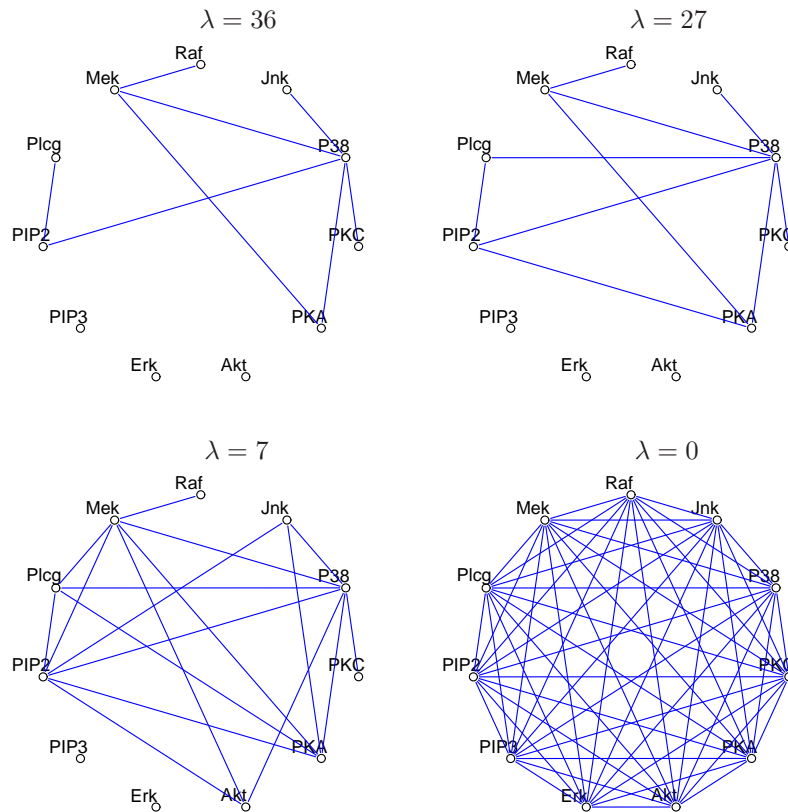 λ = 36
Raf
Mek
Jnk
Plcg
P38
PIP2
PKC
PIP3
PKA
Erk
Akt
λ = 27
Raf
Mek
Jnk
Plcg
P38
PIP2
PKC
PIP3
PKA
Erk
Akt
λ = 7
Raf
Mek
Jnk
Plcg
P38
PIP2
PKC
PIP3
PKA
Erk
Akt
λ = 0
Raf
Mek
Jnk
Plcg
P38
PIP2
PKC
PIP3
PKA
Erk
Akt